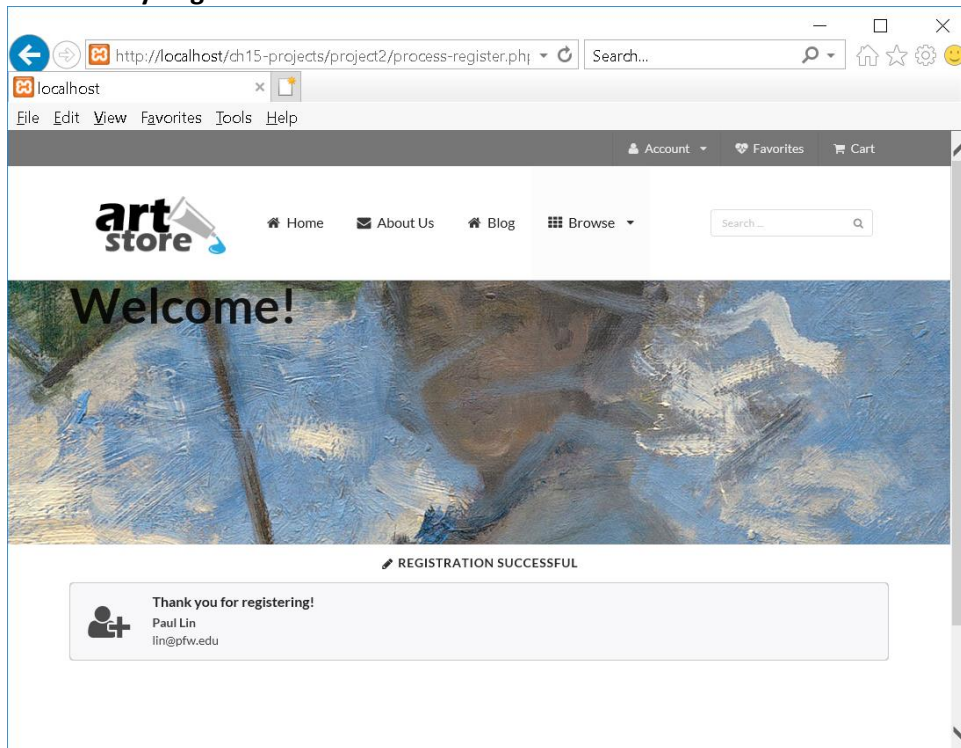 http://localhost/ch15-projects/project2/process-register.php Search...
localhost
File Edit View Favorites Tools Help
Account Favorites Cart
art
store
Home About Us Blog Browse Search...
Welcome!
REGISTRATION SUCCESSFUL
Thank you for registering!
Paul Lin
lin@pfw.edu